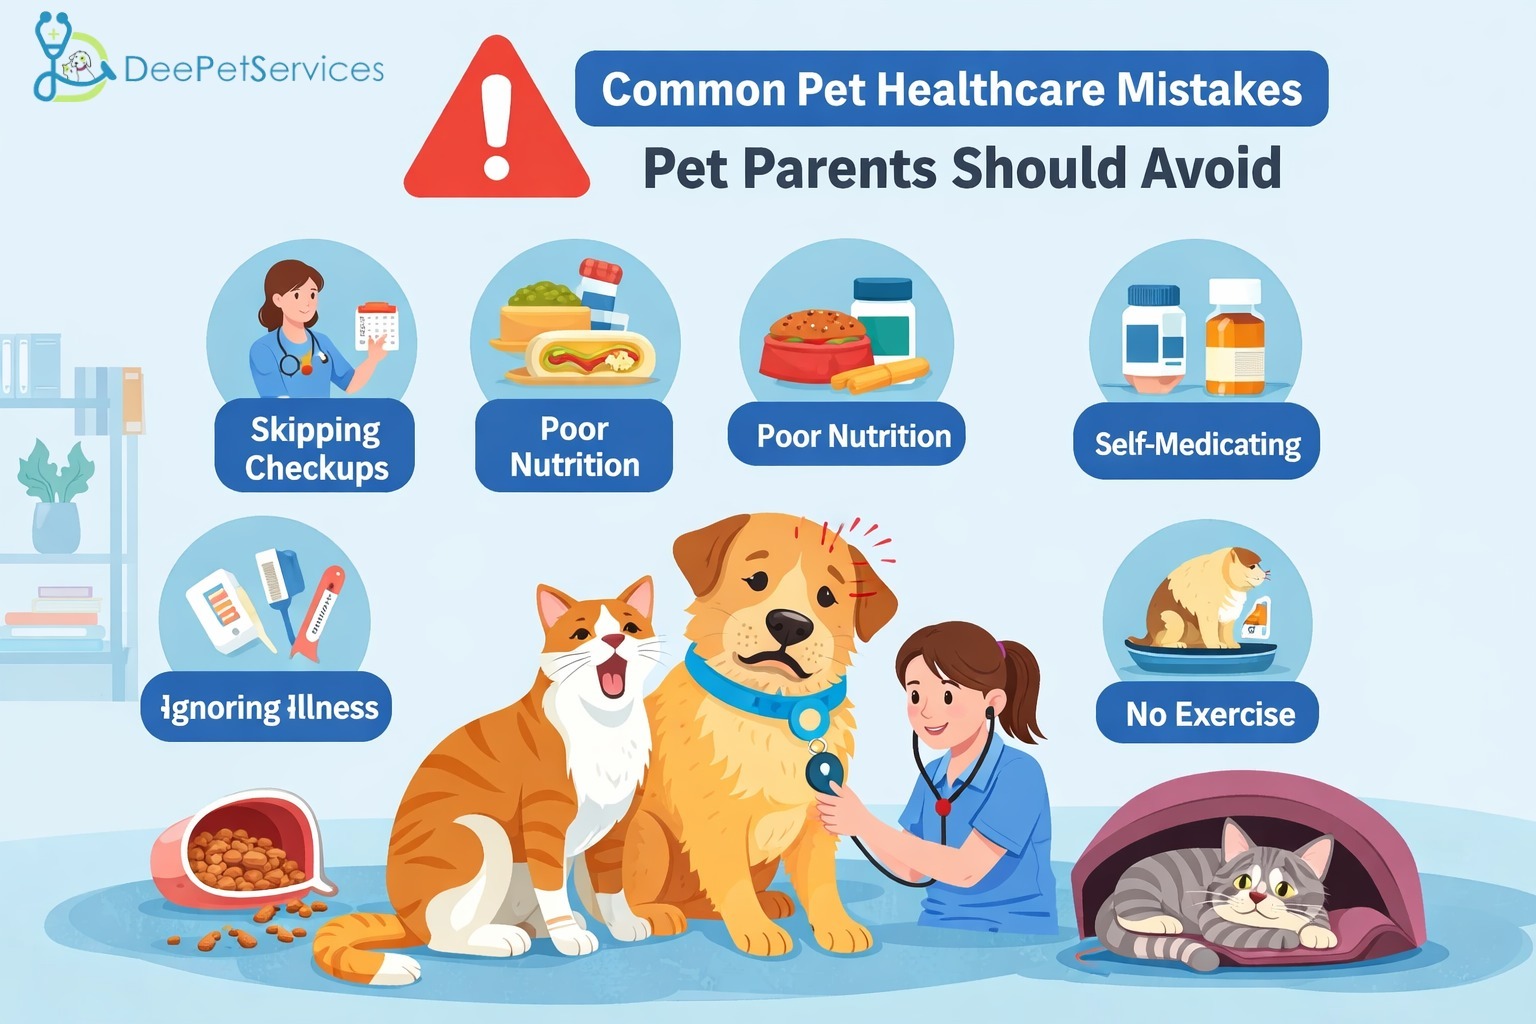 DeePetServices
Common Pet Healthcare Mistakes
Pet Parents Should Avoid
Skipping
Checkups
Poor
Nutrition
Poor Nutrition
Self-Medicating
Ignoring Illness
No Exercise